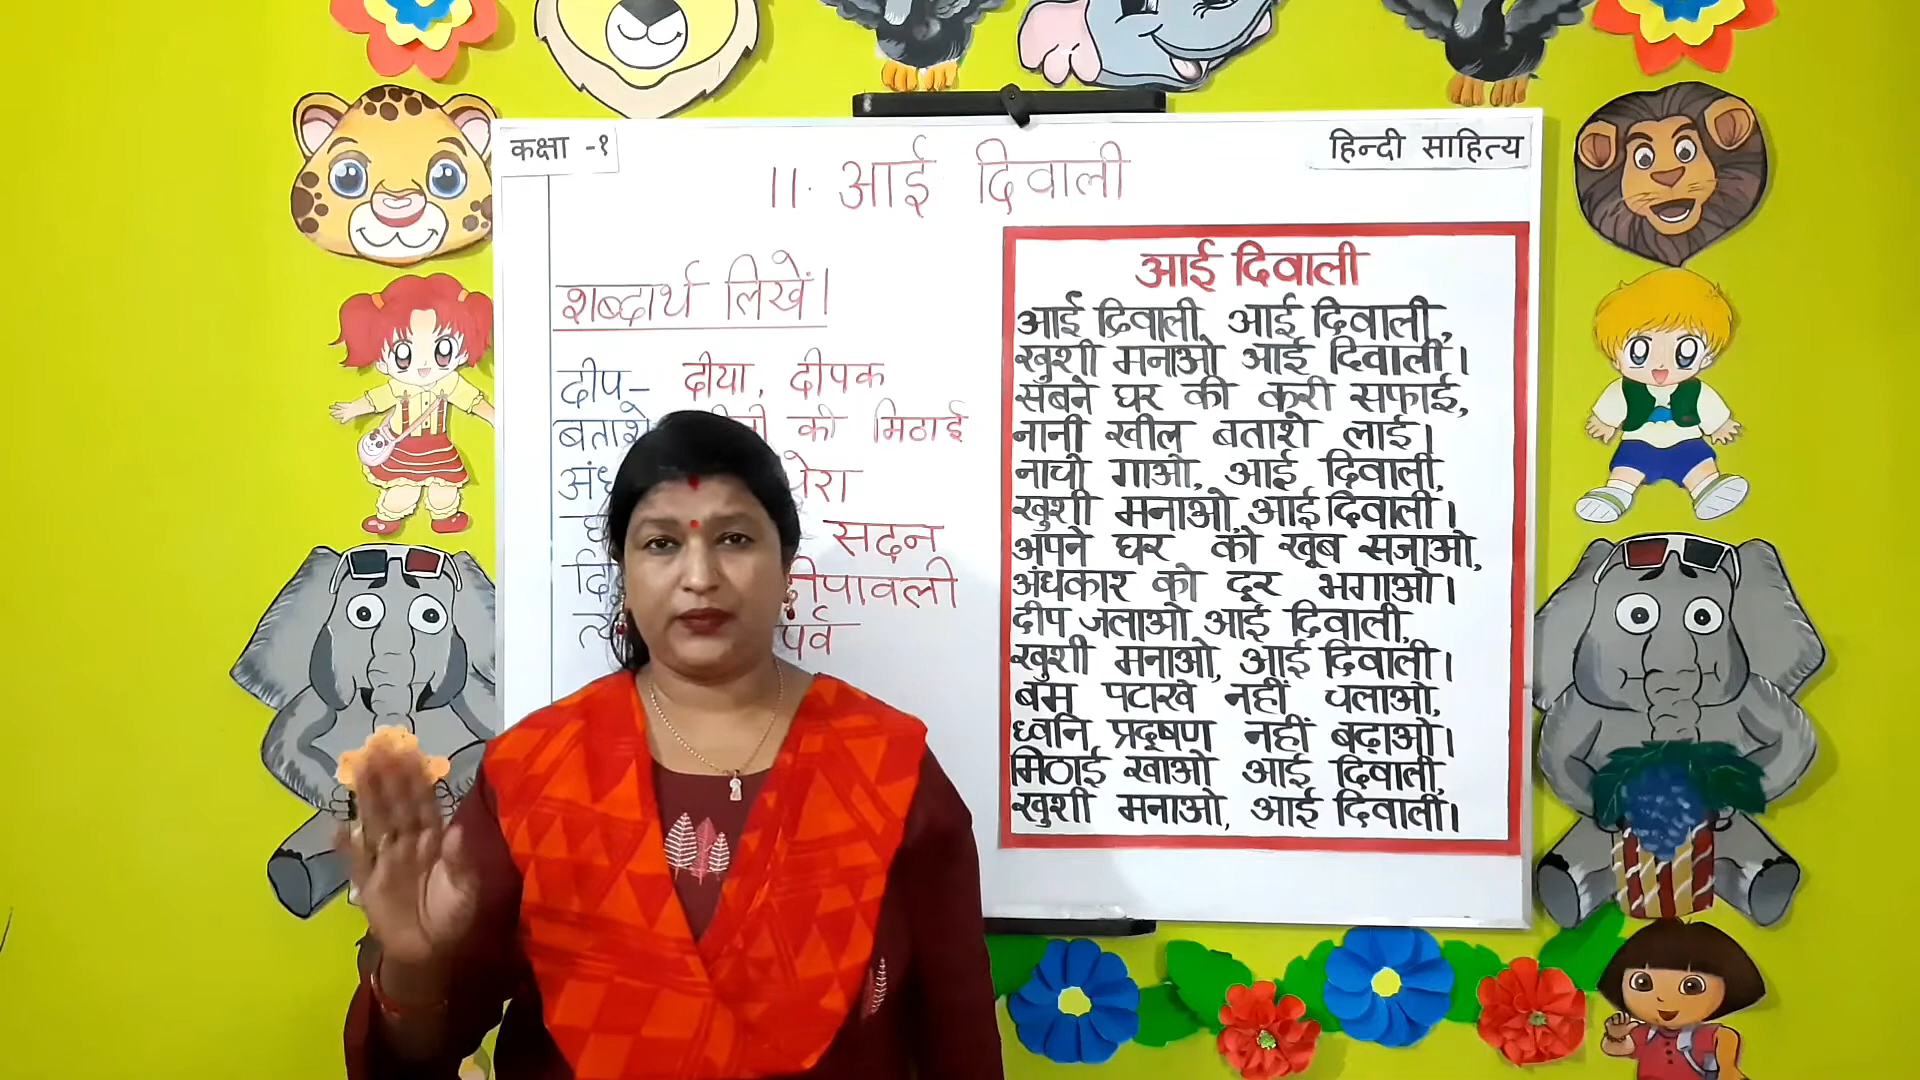 कक्षा -१
हिन्दी साहित्य
11. आई दिवाली
शब्दार्थ लिखें।
दीप- दीया, दीपक
बताशे की मिठाई
सदन
दीपावली
पर्व
आई दिवाली
आई दिवाली, आई दिवाली,
खुशी मनाओ आई दिवाली।
सबने घर की करी सफाई,
नानी खील बताशे लाई।
नाचो गाओ, आई दिवाली,
खुशी मनाओ, आई दिवाली।
अपने घर को खूब सजाओ,
अंधकार को दूर भगाओ।
दीप जलाओ आई दिवाली,
खुशी मनाओ, आई दिवाली।
बम पटाखे नहीं चलाओ,
ध्वनि प्रदूषण नहीं बढ़ाओ।
मिठाई खाओ आई दिवाली,
खुशी मनाओ, आई दिवाली।